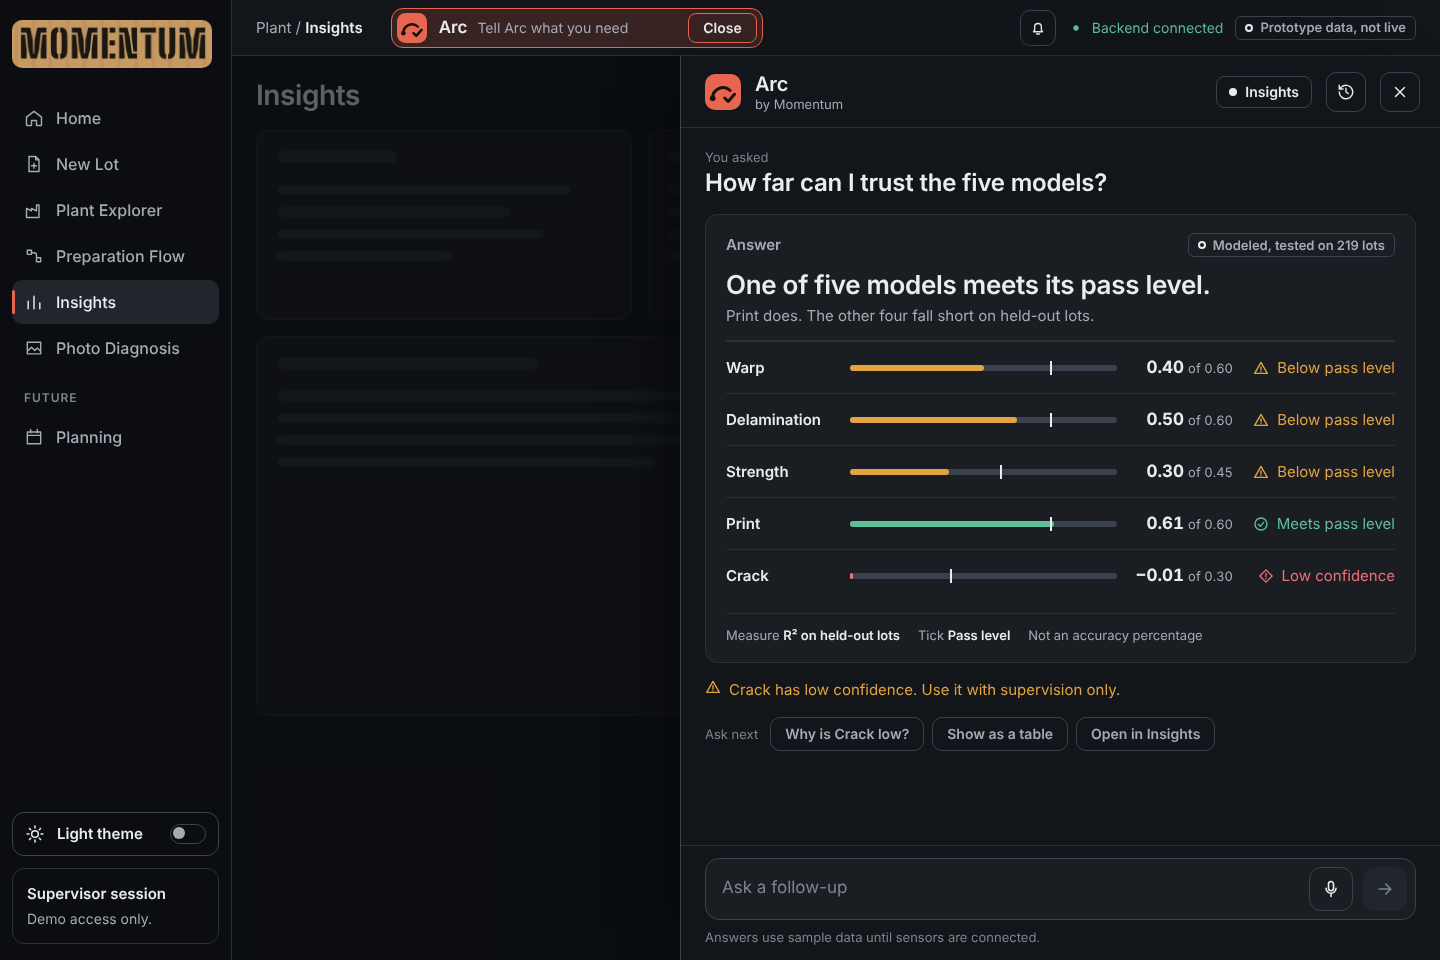 MOMENTUM
Home
New Lot
Plant Explorer
Preparation Flow
Insights
Photo Diagnosis
FUTURE
Planning
Light theme
Supervisor session
Demo access only.
Plant / Insights
Arc Tell Arc what you need Close
Backend connected
Prototype data, not live
Insights
Arc
by Momentum
Insights
You asked
How far can I trust the five models?
Answer
Modeled, tested on 219 lots
One of five models meets its pass level.
Print does. The other four fall short on held-out lots.
Warp 0.40 of 0.60 Below pass level
Delamination 0.50 of 0.60 Below pass level
Strength 0.30 of 0.45 Below pass level
Print 0.61 of 0.60 Meets pass level
Crack −0.01 of 0.30 Low confidence
Measure R² on held-out lots Tick Pass level Not an accuracy percentage
Crack has low confidence. Use it with supervision only.
Ask next Why is Crack low? Show as a table Open in Insights
Ask a follow-up
Answers use sample data until sensors are connected.